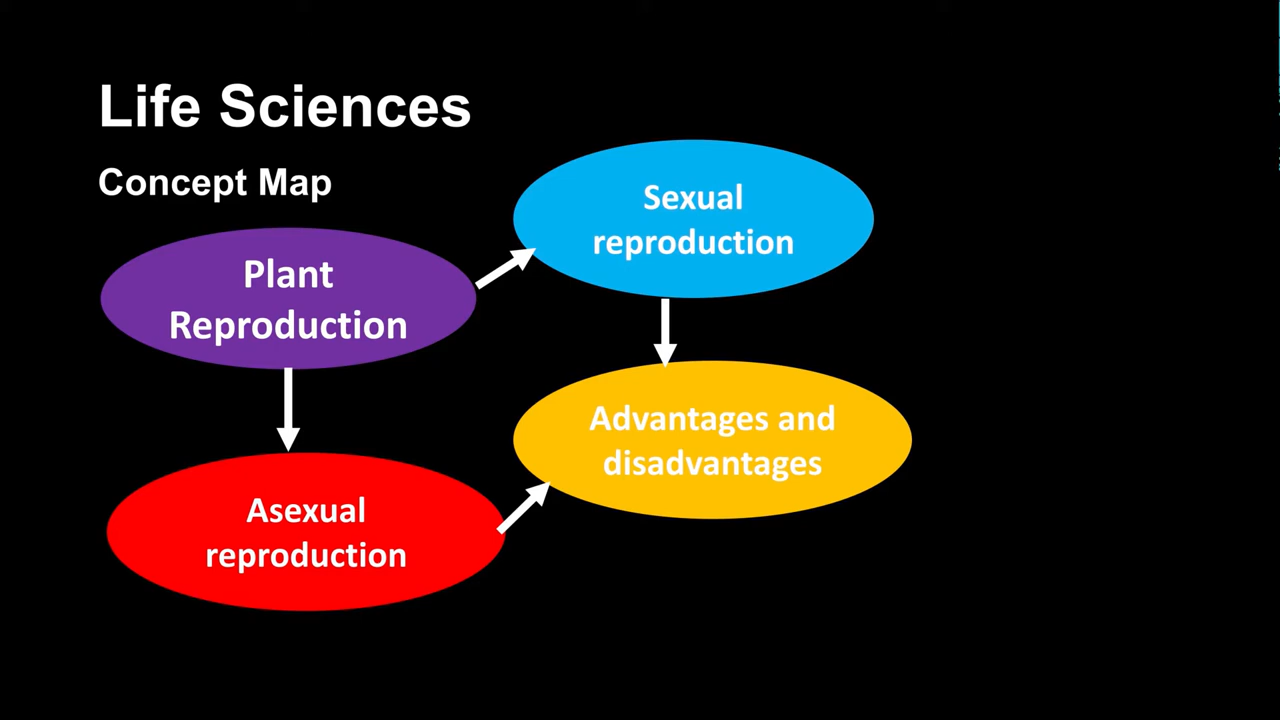 Life Sciences
Concept Map
Plant
Reproduction
Sexual
reproduction
Asexual
reproduction
Advantages and
disadvantages